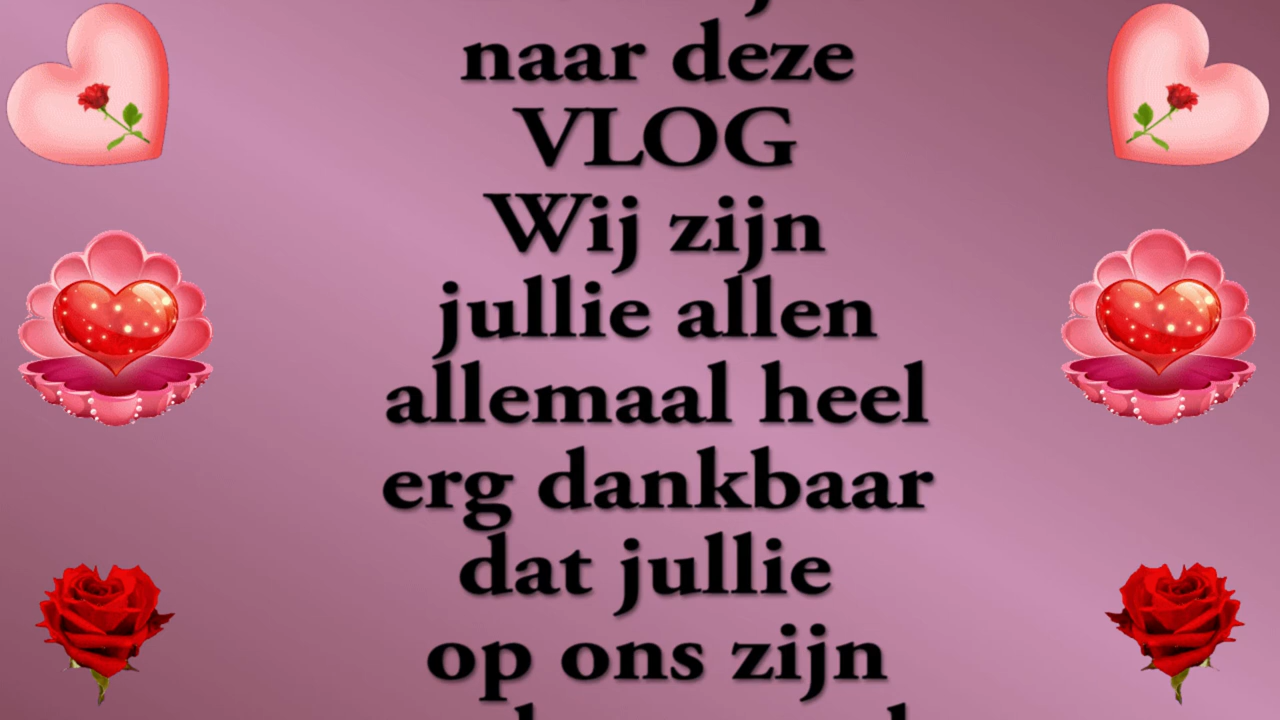 naar deze
VLOG
Wij zijn
jullie allen
allemaal heel
erg dankbaar
dat jullie
op ons zijn